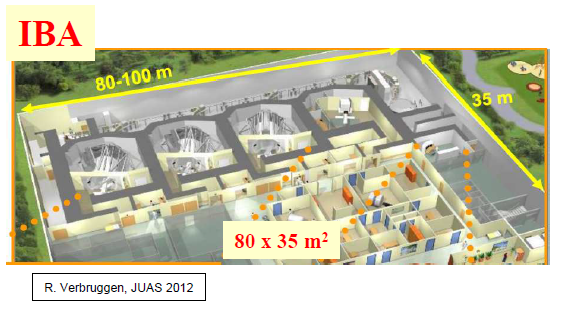 IBA
80-100 m
35 m
80 x 35 m²
R. Verbruggen, JUAS 2012